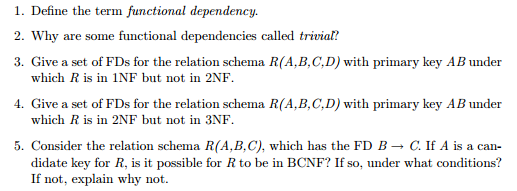 1. Define the term functional dependency.
2. Why are some functional dependencies called trivial?
3. Give a set of FDs for the relation schema R(A,B,C,D) with primary key AB under
which R is in 1NF but not in 2NF.
4. Give a set of FDs for the relation schema R(A,B,C,D) with primary key AB under
which R is in 2NF but not in 3NF.
5. Consider the relation schema R(A,B,C), which has the FD B → C. If A is a can-
didate key for R, is it possible for R to be in BCNF? If so, under what conditions?
If not, explain why not.